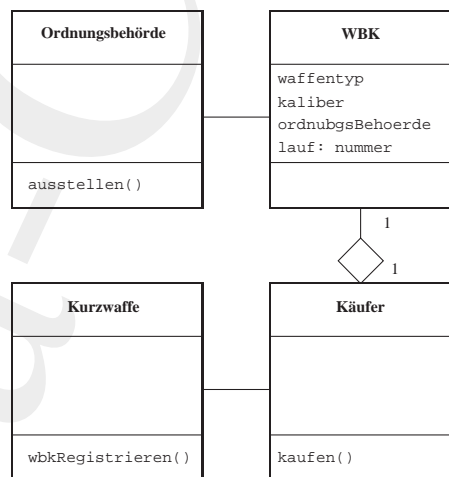 Ordnungsbehörde
ausstellen()
WBK
waffentyp
kaliber
ordnubgsBehoerde
lauf: nummer
1
1
Kurzwaffe
wbkRegistrieren()
Käufer
kaufen()